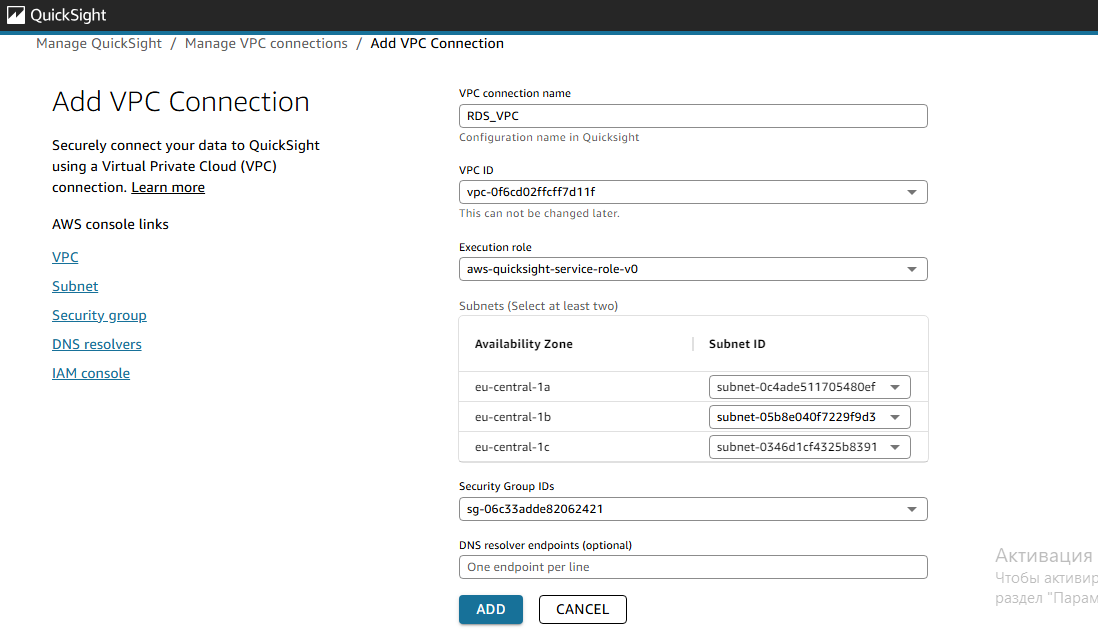 QuickSight
Manage QuickSight / Manage VPC connections / Add VPC Connection
Add VPC Connection
Securely connect your data to QuickSight
using a Virtual Private Cloud (VPC)
connection. Learn more
AWS console links
VPC
Subnet
Security group
DNS resolvers
IAM console
VPC connection name
RDS_VPC
Configuration name in Quicksight
VPC ID
vpc-0f6cd02ffcff7d11f
This can not be changed later.
Execution role
aws-quicksight-service-role-v0
Subnets (Select at least two)
Availability Zone Subnet ID
eu-central-1a subnet-0c4ade511705480ef
eu-central-1b subnet-05b8e040f7229f9d3
eu-central-1c subnet-0346d1cf4325b8391
Security Group IDs
sg-06c33adde82062421
DNS resolver endpoints (optional)
One endpoint per line
ADD CANCEL
Активация
Чтобы активир
раздел "Парам